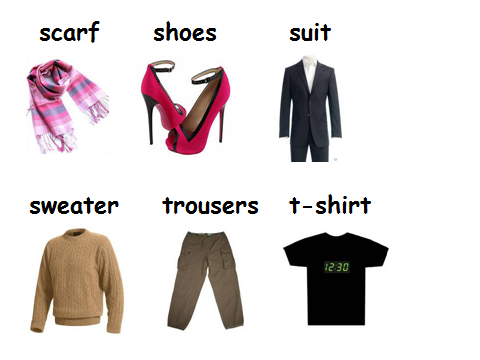 scarf shoes suit
sweater trousers t-shirt
12:30